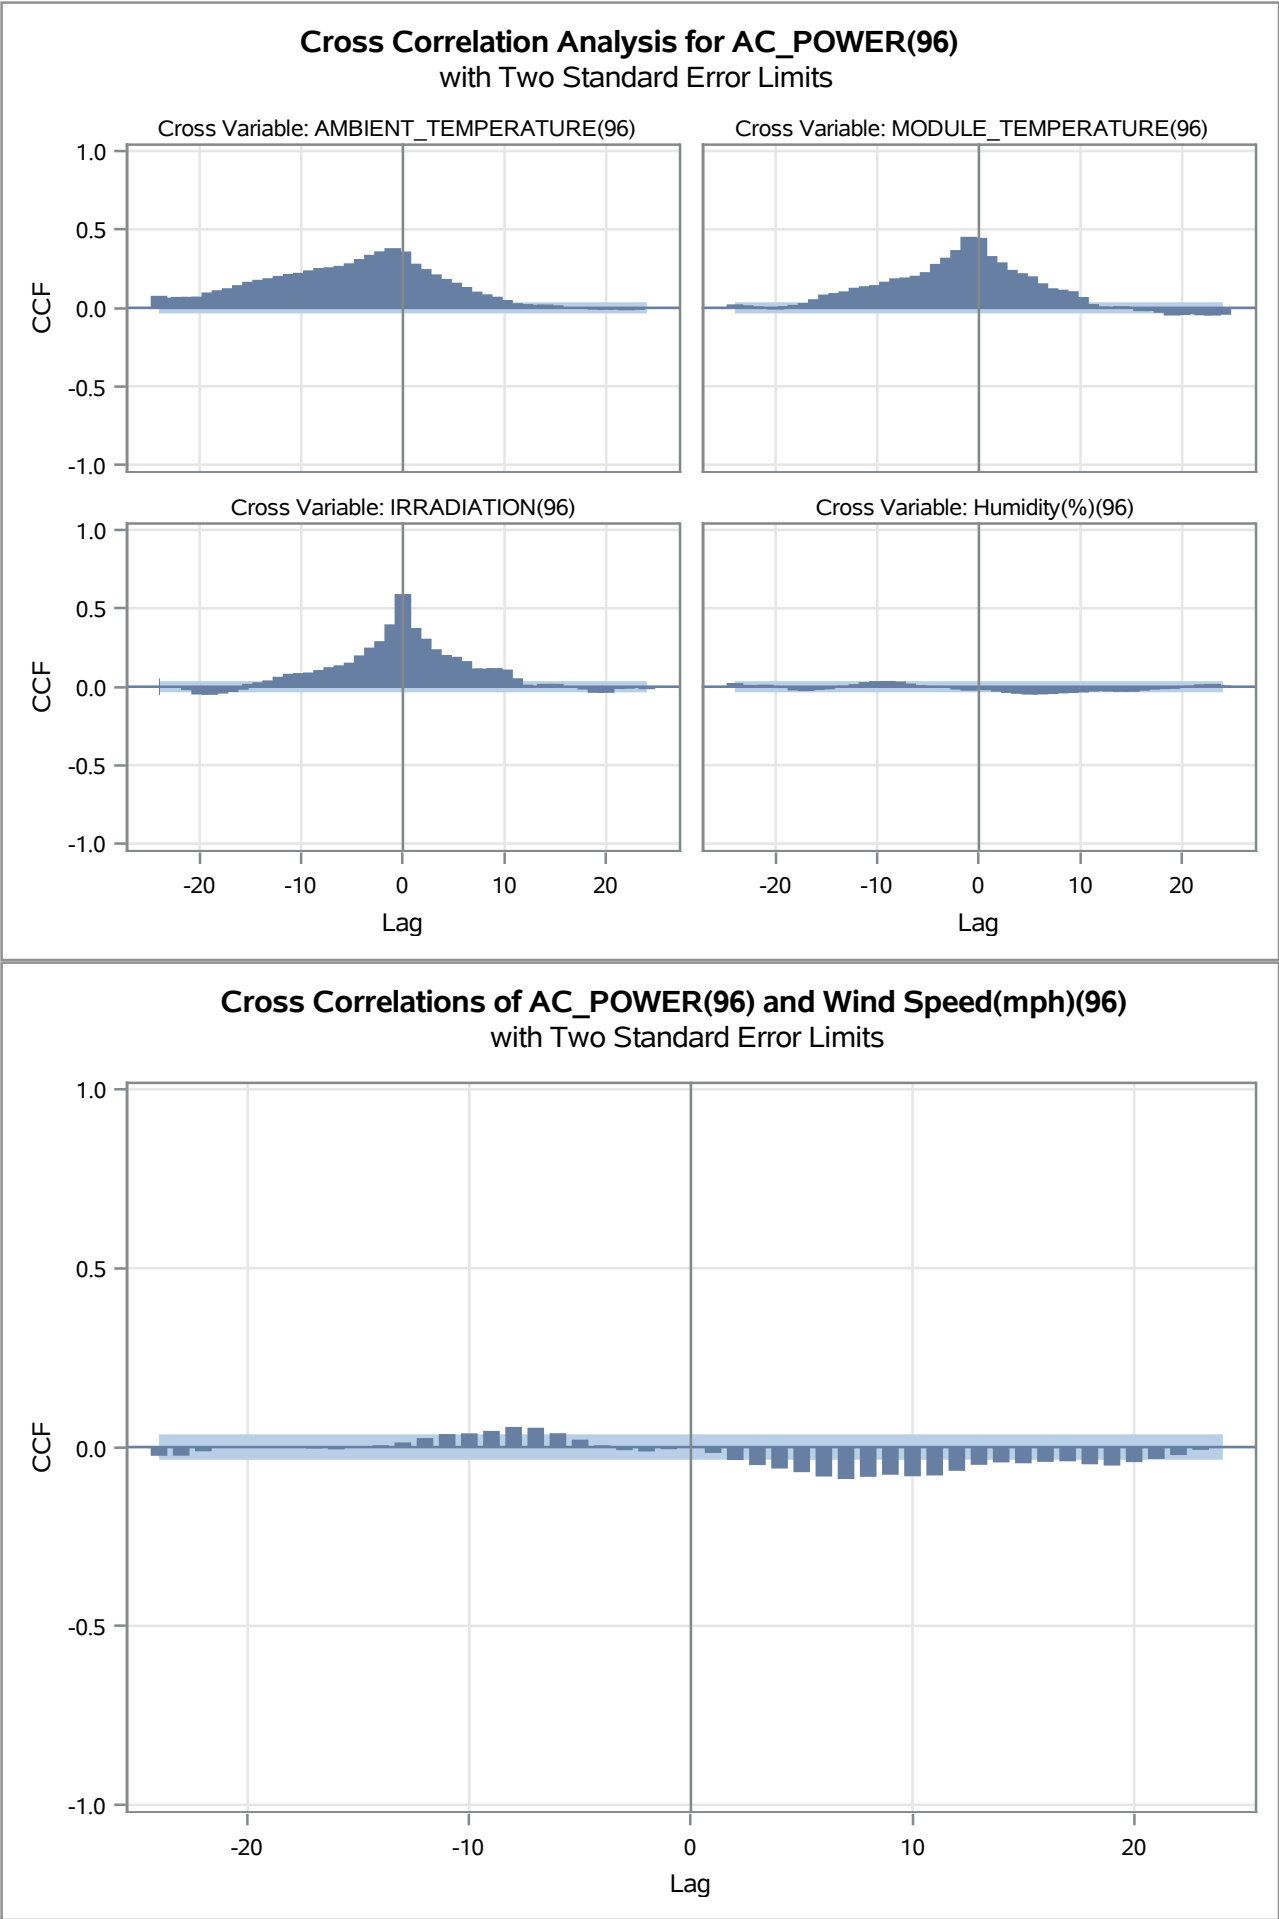 Cross Correlation Analysis for AC_POWER(96)
with Two Standard Error Limits
Cross Variable: AMBIENT_TEMPERATURE(96)
Cross Variable: MODULE_TEMPERATURE(96)
1.0
0.5
0.0
-0.5
-1.0
CCF
Cross Variable: IRRADIATION(96)
Cross Variable: Humidity(%)(96)
1.0
0.5
0.0
-0.5
-1.0
CCF
-20 -10 0 10 20
Lag
-20 -10 0 10 20
Lag
Cross Correlations of AC_POWER(96) and Wind Speed(mph)(96)
with Two Standard Error Limits
1.0
0.5
0.0
-0.5
-1.0
CCF
-20 -10 0 10 20
Lag